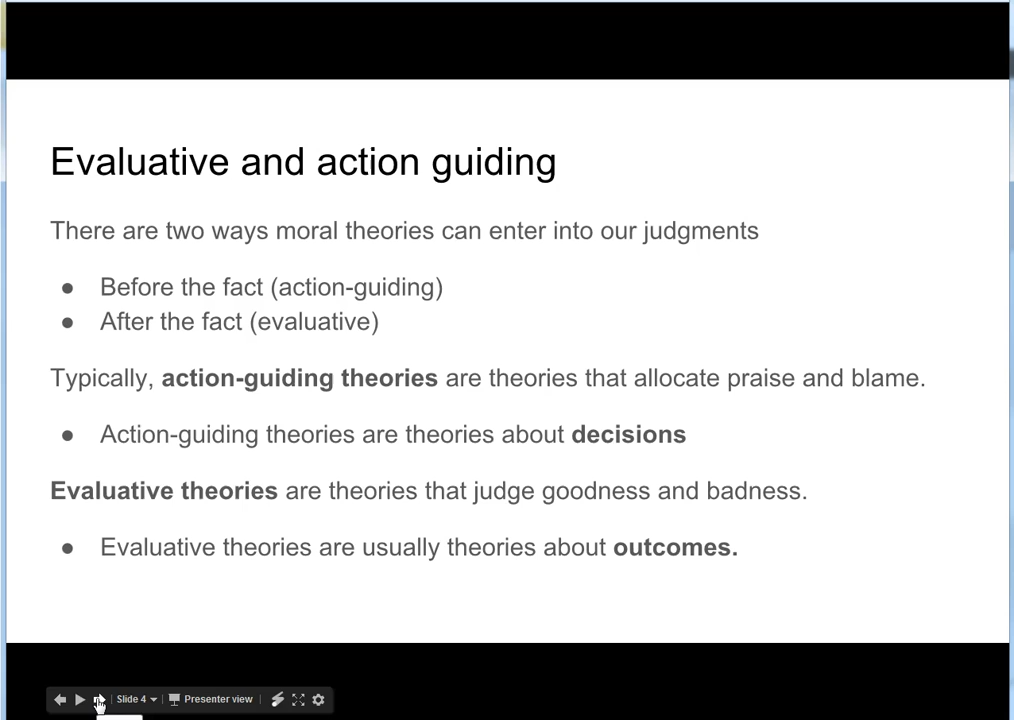 Evaluative and action guiding
There are two ways moral theories can enter into our judgments
● Before the fact (action-guiding)
● After the fact (evaluative)
Typically, action-guiding theories are theories that allocate praise and blame.
● Action-guiding theories are theories about decisions
Evaluative theories are theories that judge goodness and badness.
● Evaluative theories are usually theories about outcomes.
Slide 4 Presenter view